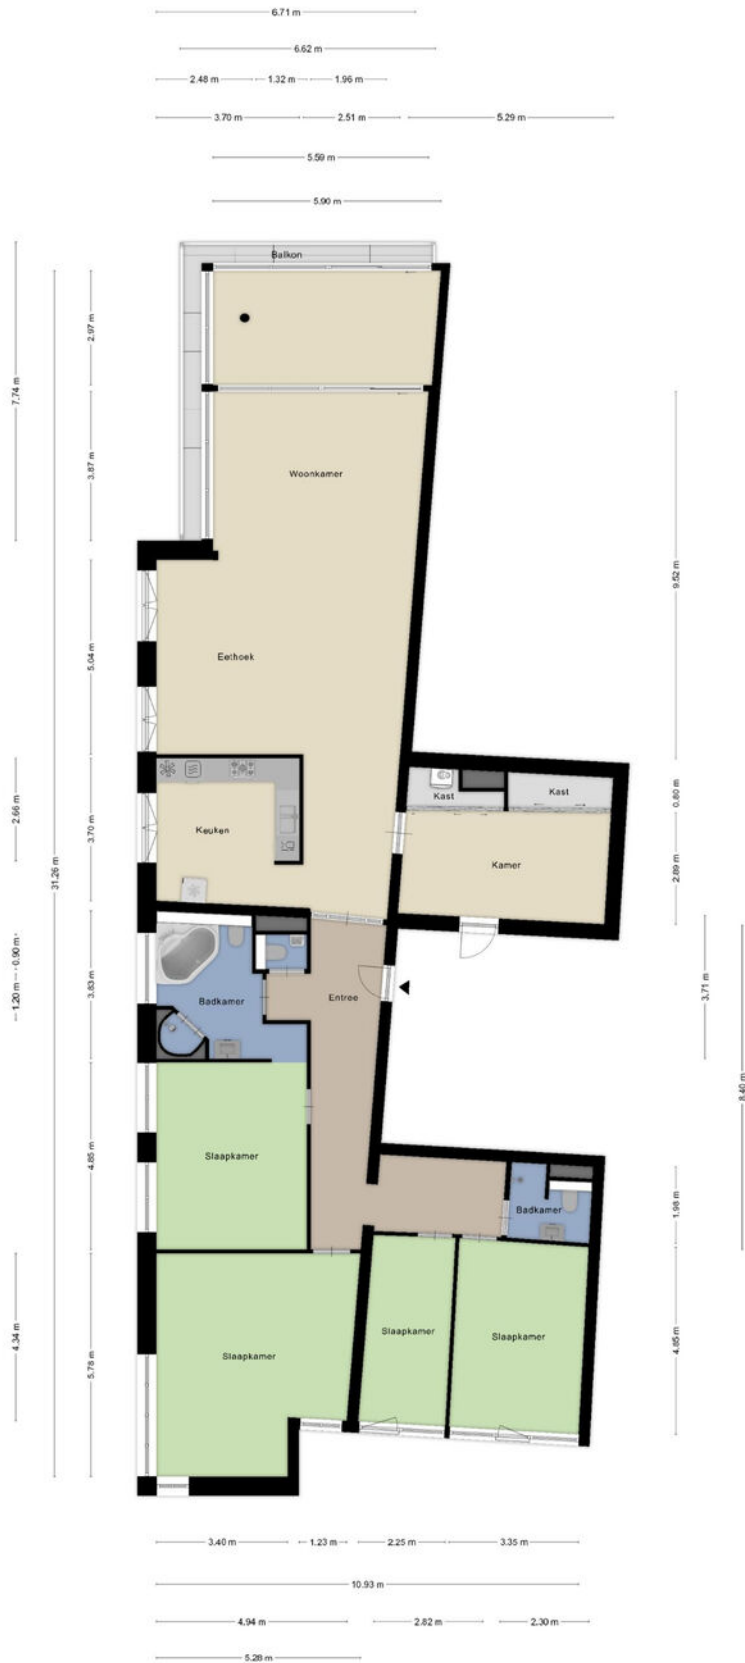 6.71 m
6.62 m
2.48 m 1.32 m 1.96 m
3.70 m 2.51 m 5.29 m
5.59 m
5.90 m
Balkon
2.97 m
7.74 m
3.87 m
Woonkamer
9.52 m
5.04 m
Eethoek
2.66 m
31.26 m
3.70 m
Keuken
Kast
Kast
0.80 m
Kamer
2.89 m
0.90 m
1.20 m
3.83 m
Badkamer
Entree
3.71 m
8.40 m
4.85 m
Slaapkamer
Badkamer
1.98 m
4.34 m
5.78 m
Slaapkamer
Slaapkamer
Slaapkamer
4.85 m
3.40 m 1.23 m 2.25 m 3.35 m
10.93 m
4.94 m 2.82 m 2.30 m
5.28 m